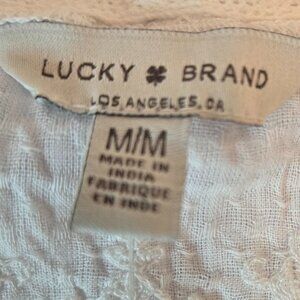 LUCKY BRAND
LOS ANGELES, CA
M/M
MADE IN
INDIA
FABRIQUE
EN INDE